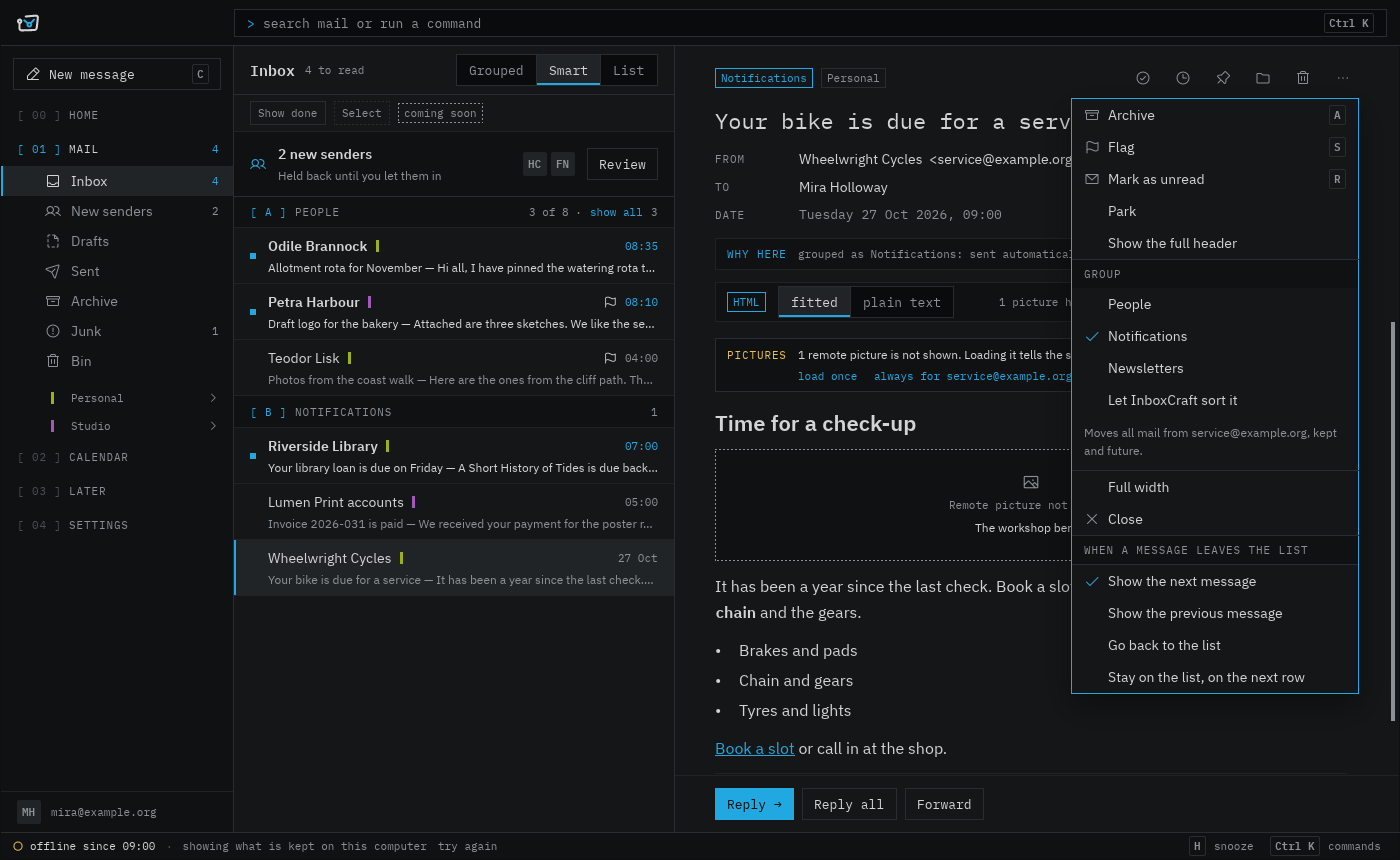 > search mail or run a command
Ctrl K
New message
C
[ 00 ] HOME
[ 01 ] MAIL 4
Inbox 4
New senders 2
Drafts
Sent
Archive
Junk 1
Bin
Personal
Studio
[ 02 ] CALENDAR
[ 03 ] LATER
[ 04 ] SETTINGS
MH mira@example.org
Inbox 4 to read
Grouped Smart List
Show done Select coming soon
2 new senders
Held back until you let them in
HC FN Review
[ A ] PEOPLE 3 of 8 · show all 3
Odile Brannock 08:35
Allotment rota for November — Hi all, I have pinned the watering rota t…
Petra Harbour 08:10
Draft logo for the bakery — Attached are three sketches. We like the se…
Teodor Lisk 04:00
Photos from the coast walk — Here are the ones from the cliff path. Th…
[ B ] NOTIFICATIONS 1
Riverside Library 07:00
Your library loan is due on Friday — A Short History of Tides is due back…
Lumen Print accounts 05:00
Invoice 2026-031 is paid — We received your payment for the poster r…
Wheelwright Cycles 27 Oct
Your bike is due for a service — It has been a year since the last check.…
Notifications Personal
Your bike is due for a serv
FROM Wheelwright Cycles <service@example.org
TO Mira Holloway
DATE Tuesday 27 Oct 2026, 09:00
WHY HERE grouped as Notifications: sent automatical
HTML fitted plain text 1 picture h
PICTURES 1 remote picture is not shown. Loading it tells the s
load once always for service@example.org
Time for a check-up
Remote picture not
The workshop ben
It has been a year since the last check. Book a slo
chain and the gears.
• Brakes and pads
• Chain and gears
• Tyres and lights
Book a slot or call in at the shop.
Reply → Reply all Forward
Archive A
Flag S
Mark as unread R
Park
Show the full header
GROUP
People
Notifications
Newsletters
Let InboxCraft sort it
Moves all mail from service@example.org, kept
and future.
Full width
Close
WHEN A MESSAGE LEAVES THE LIST
Show the next message
Show the previous message
Go back to the list
Stay on the list, on the next row
offline since 09:00 · showing what is kept on this computer try again
H snooze Ctrl K commands